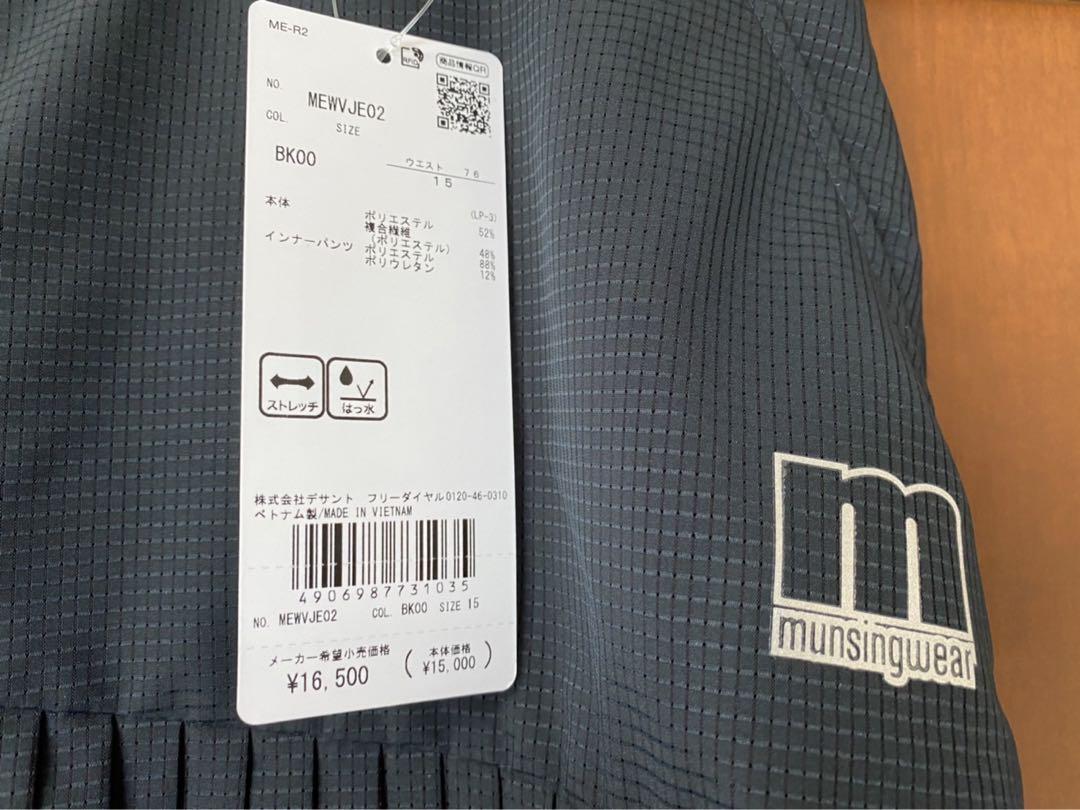 ME-R2
RFID
商品情報QR
NO. MEWVJE02
COL. SIZE
BK00 ウエスト 76
15
本体 (LP-3)
ポリエステル 52%
複合繊維
(ポリエステル) 48%
インナーパンツ ポリエステル 88%
ポリウレタン 12%
ストレッチ はっ水
株式会社デサント フリーダイヤル0120-46-0310
ベトナム製/MADE IN VIETNAM
4906987731035
NO. MEWVJE02 COL. BK00 SIZE 15
メーカー希望小売価格 (本体価格
¥16,500 ¥15,000)
m
munsingwear